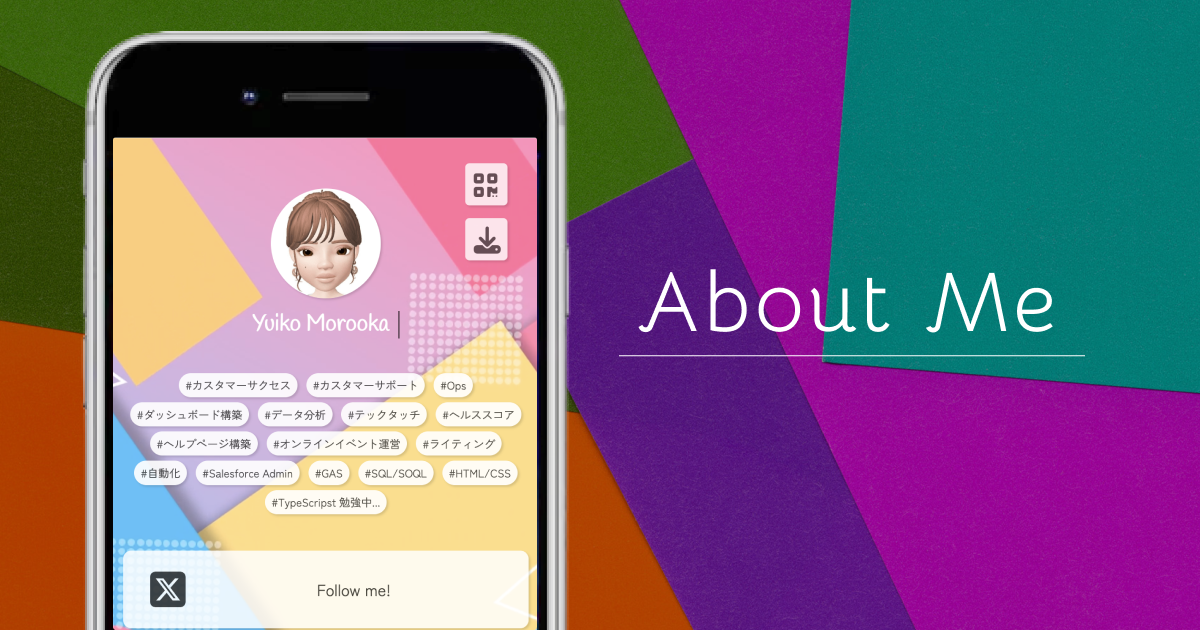 Yuiko Morooka
#カスタマーサクセス #カスタマーサポート #Ops
#ダッシュボード構築 #データ分析 #テックタッチ #ヘルススコア
#ヘルプページ構築 #オンラインイベント運営 #ライティング
#自動化 #Salesforce Admin #GAS #SQL/SOQL #HTML/CSS
#TypeScripst 勉強中...
X Follow me!
About Me